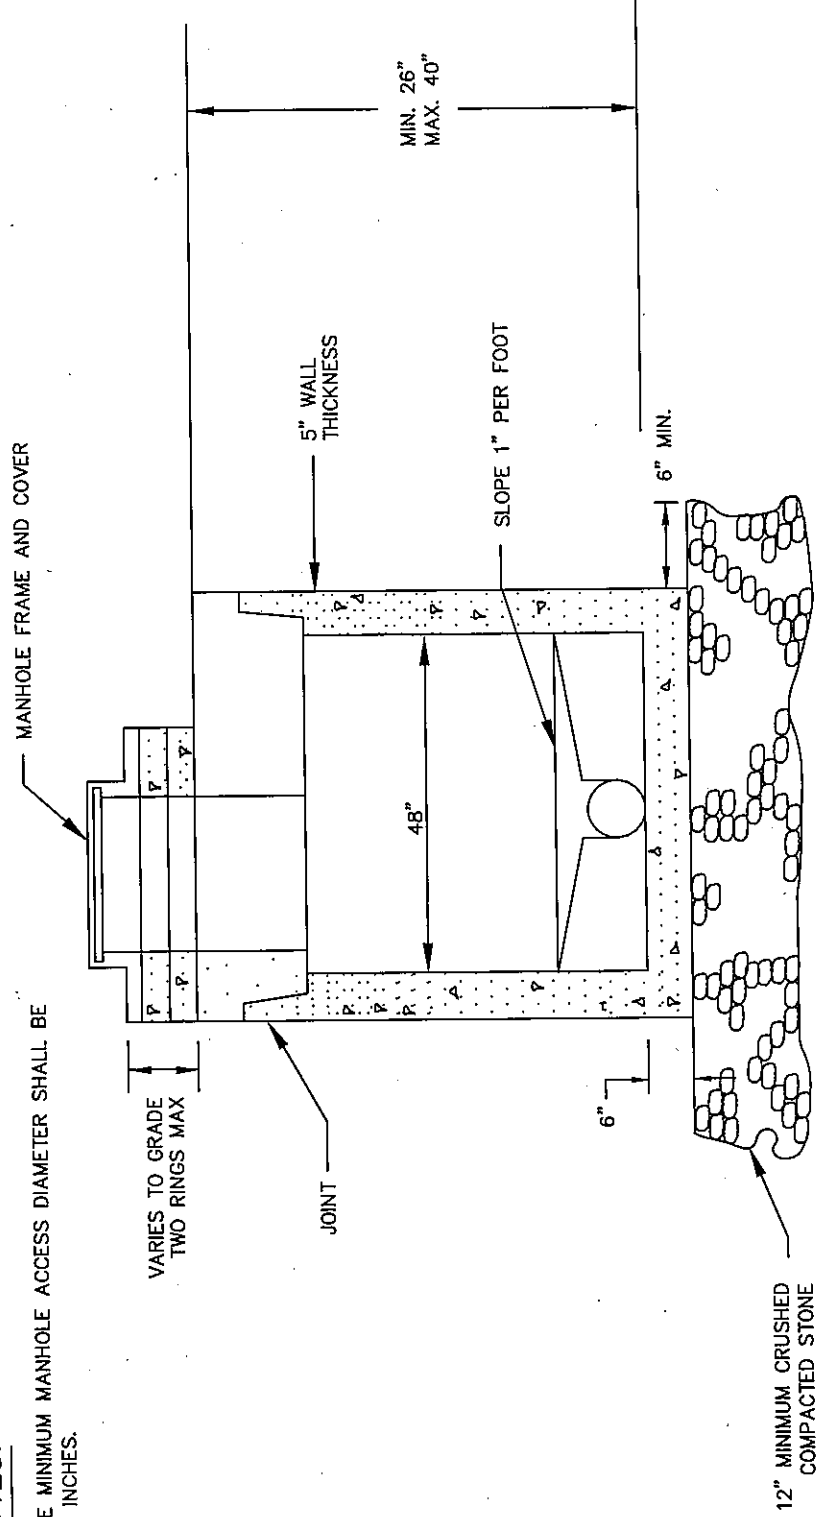 E MINIMUM MANHOLE ACCESS DIAMETER SHALL BE
INCHES.
MANHOLE FRAME AND COVER
VARIES TO GRADE
TWO RINGS MAX
JOINT
5" WALL
THICKNESS
MIN. 26"
MAX. 40"
48"
SLOPE 1" PER FOOT
6"
6" MIN.
12" MINIMUM CRUSHED
COMPACTED STONE